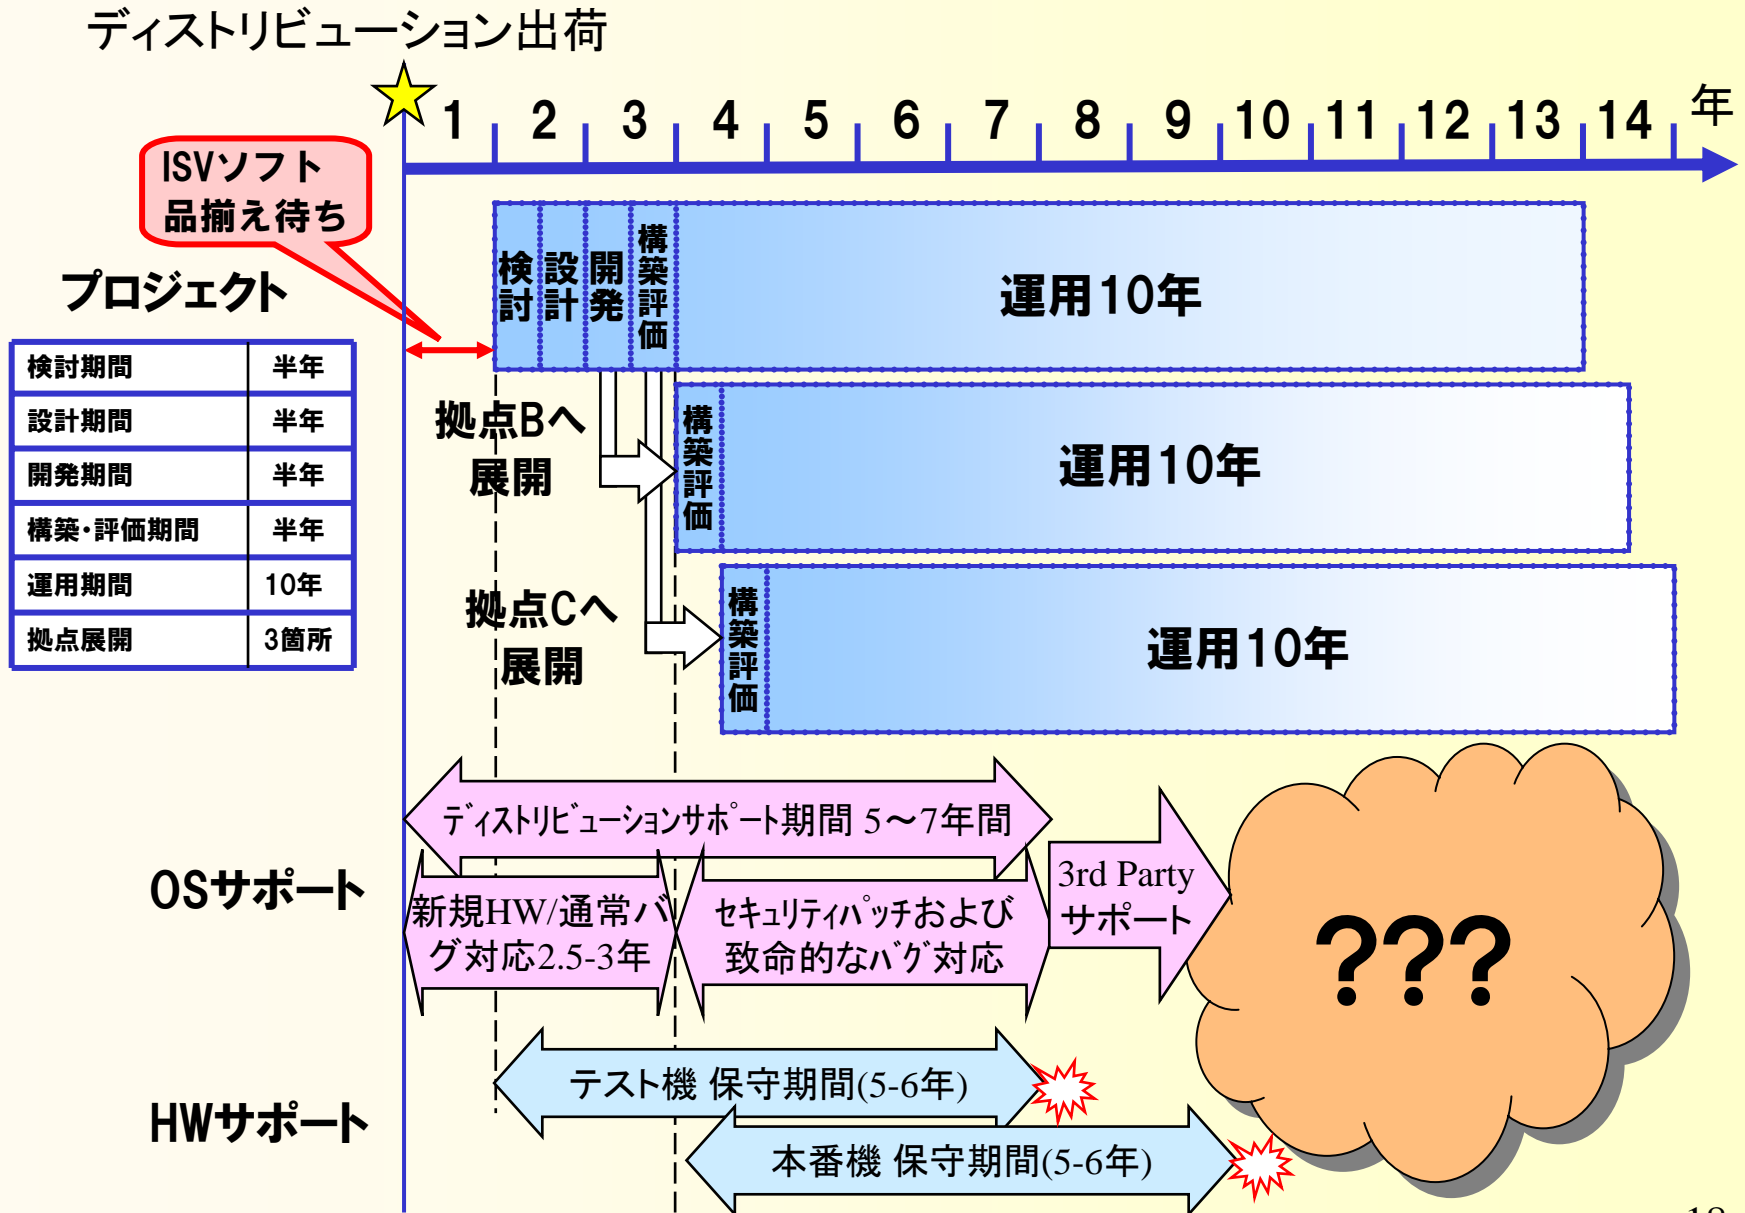 ディストリビューション出荷
1 2 3 4 5 6 7 8 9 10 11 12 13 14 年
ISVソフト
品揃え待ち
プロジェクト
検討期間 半年
設計期間 半年
開発期間 半年
構築・評価期間 半年
運用期間 10年
拠点展開 3箇所
検討
設計
開発
構築評価
運用10年
拠点Bへ
展開
構築評価
運用10年
拠点Cへ
展開
構築評価
運用10年
OSサポート
ディストリビューションサポート期間 5～7年間
新規HW/通常バ
グ対応2.5-3年
セキュリティパッチおよび
致命的なバグ対応
3rd Party
サポート
???
HWサポート
テスト機 保守期間(5-6年)
本番機 保守期間(5-6年)